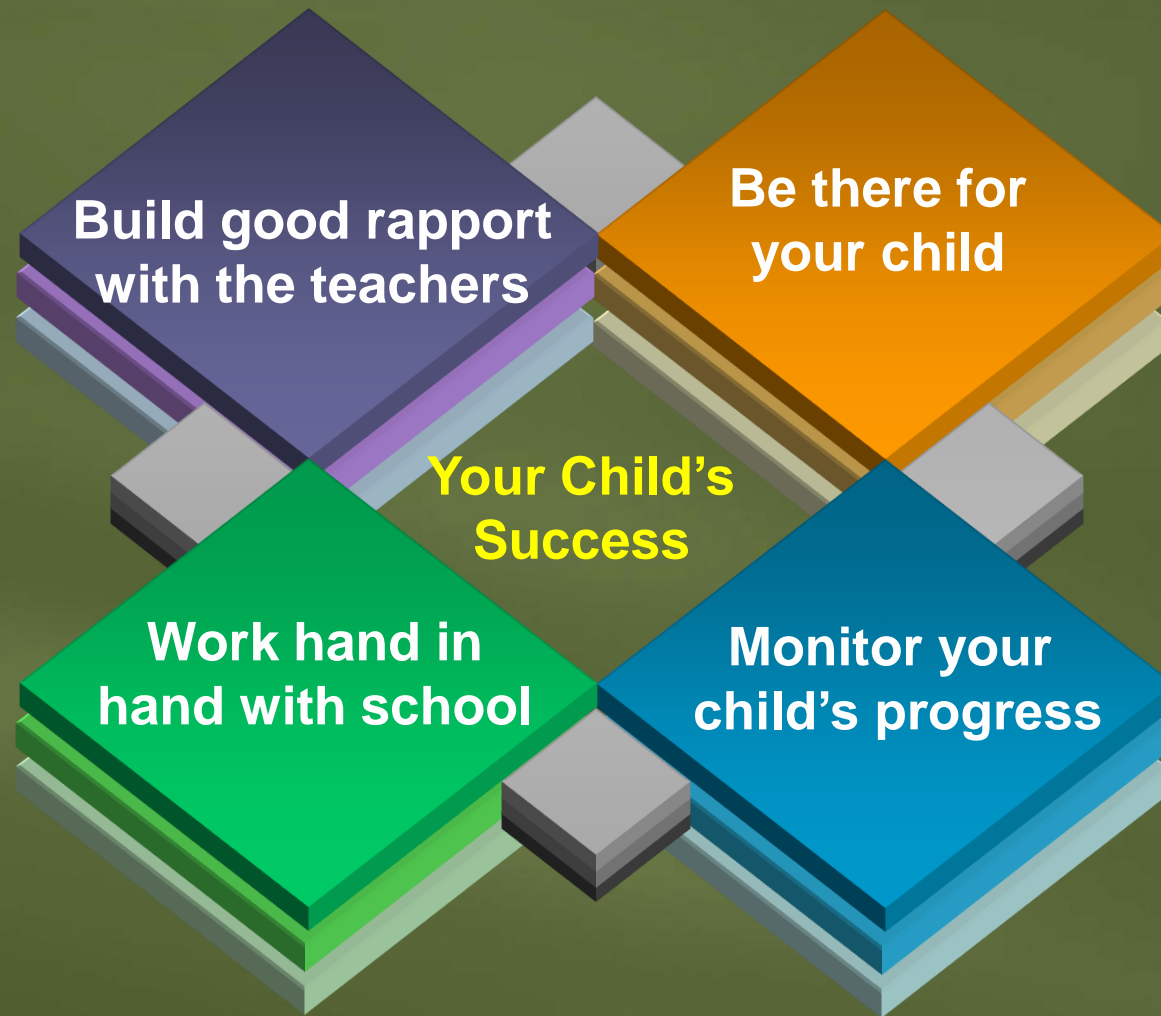 Build good rapport
with the teachers
Be there for
your child
Your Child’s
Success
Work hand in
hand with school
Monitor your
child’s progress